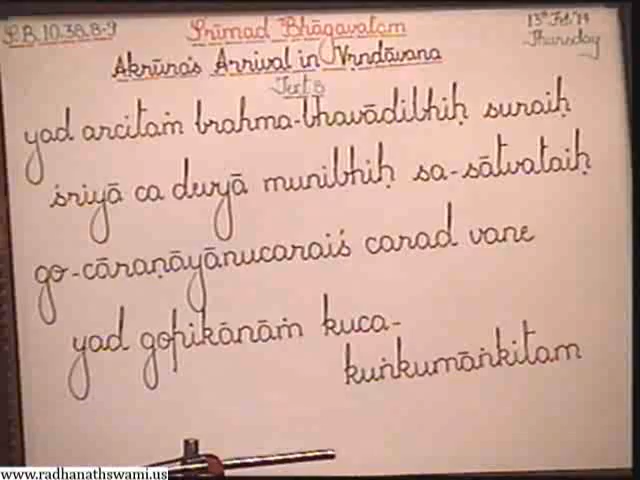 S.B. 10.38.8-9
Śrīmad Bhāgavatam
13th Feb '14
Thursday
Akrūra's Arrival in Vṛndāvana
Text 8
yad arcitaṁ brahma-bhavādibhiḥ suraiḥ
śriyā ca devyā munibhiḥ sa-sātvataiḥ
go-cāraṇāyānucaraiś carad vane
yad gopikānāṁ kuca-
kuṅkumāṅkitam
www.radhanathswami.us